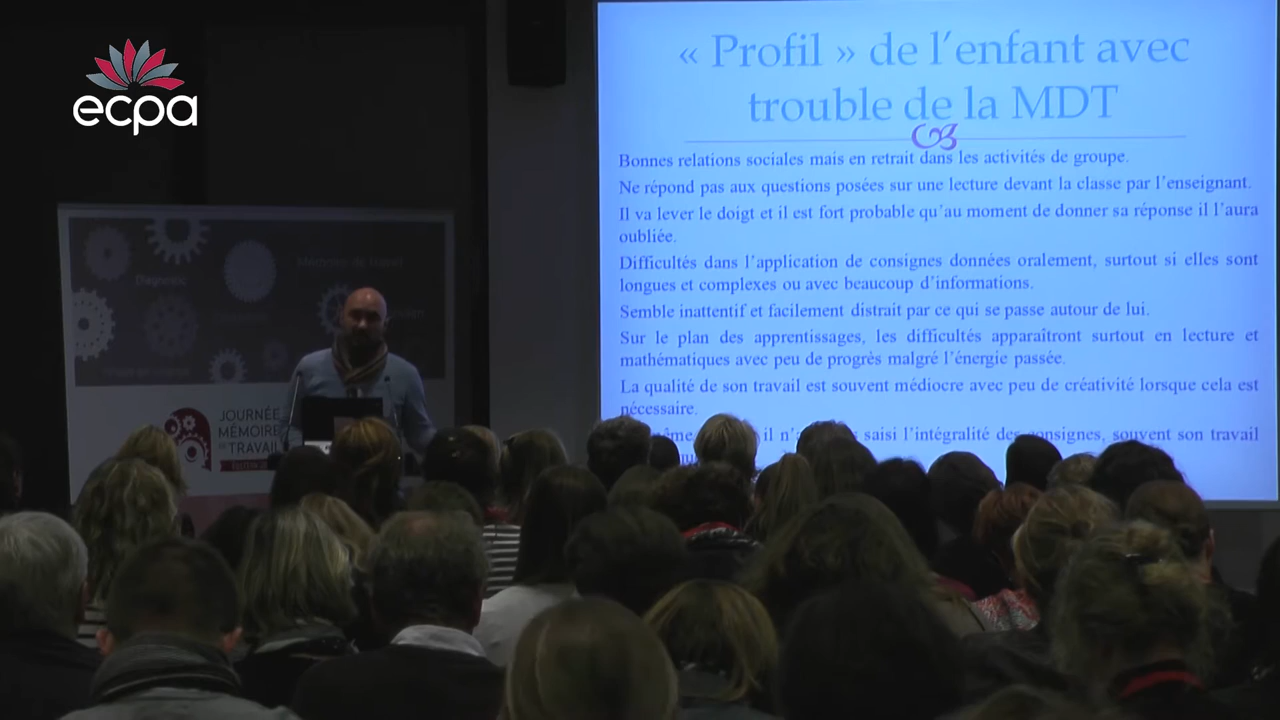 ecpa
« Profil » de l’enfant avec
trouble de la MDT
Bonnes relations sociales mais en retrait dans les activités de groupe.
Ne répond pas aux questions posées sur une lecture devant la classe par l’enseignant.
Il va lever le doigt et il est fort probable qu’au moment de donner sa réponse il l’aura
oubliée.
Difficultés dans l’application de consignes données oralement, surtout si elles sont
longues et complexes ou avec beaucoup d’informations.
Semble inattentif et facilement distrait par ce qui se passe autour de lui.
Sur le plan des apprentissages, les difficultés apparaîtront surtout en lecture et
mathématiques avec peu de progrès malgré l’énergie passée.
La qualité de son travail est souvent médiocre avec peu de créativité lorsque cela est
nécessaire.
il saisi l’intégralité des consignes, souvent son travail
Diagnostic
Mémoire de travail
JOURNÉE
MÉMOIRE
DE TRAVAIL